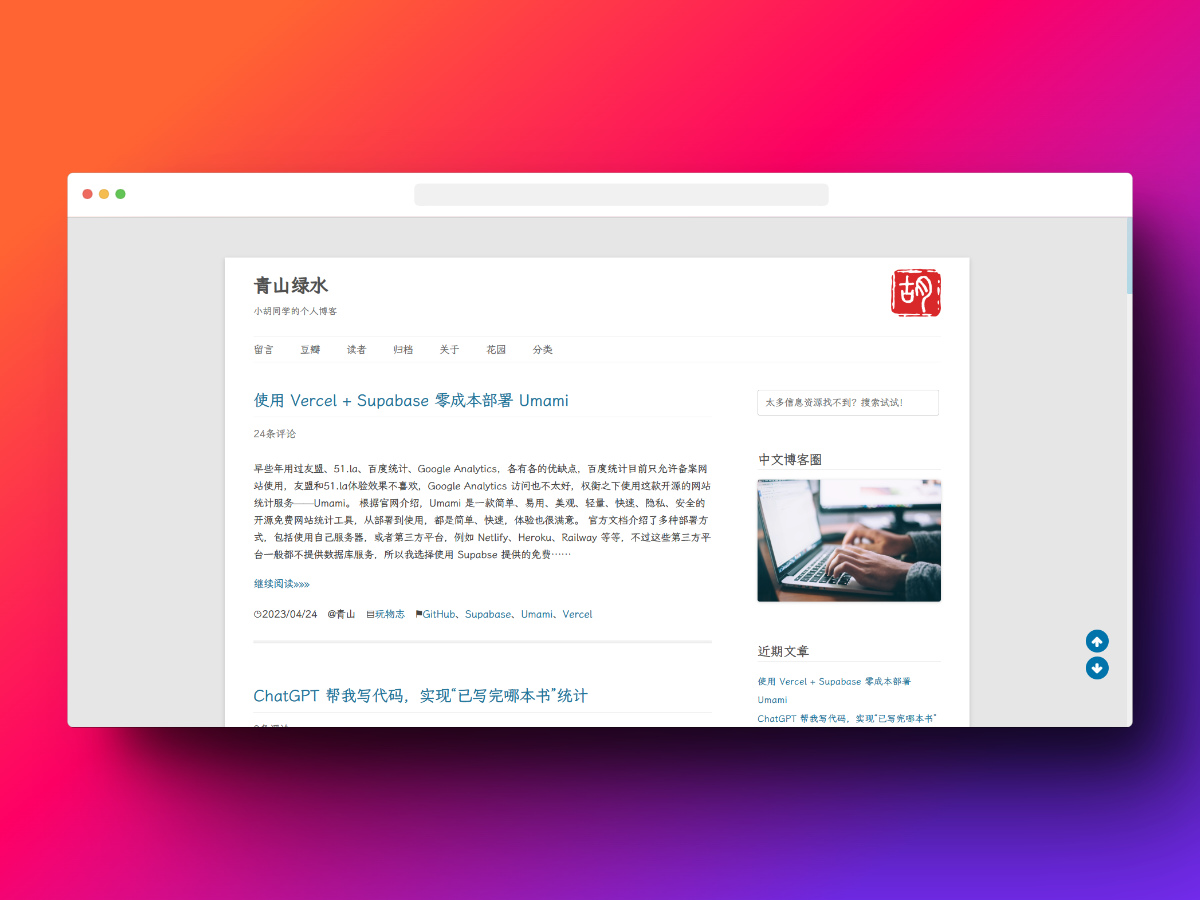 青山绿水
小胡同学的个人博客
胡
留言 豆瓣 读者 归档 关于 花园 分类
使用 Vercel + Supabase 零成本部署 Umami
24条评论
早些年用过友盟、51.la、百度统计、Google Analytics，各有各的优缺点，百度统计目前只允许备案网
站使用，友盟和51.la体验效果不喜欢，Google Analytics 访问也不太好，权衡之下使用这款开源的网站
统计服务——Umami。 根据官网介绍，Umami 是一款简单、易用、美观、轻量、快速、隐私、安全的
开源免费网站统计工具，从部署到使用，都是简单、快速，体验也很满意。 官方文档介绍了多种部署方
式，包括使用自己服务器，或者第三方平台，例如 Netlify、Heroku、Railway 等等，不过这些第三方平
台一般都不提供数据库服务，所以我选择使用 Supabse 提供的免费……
继续阅读»»»
2023/04/24 @青山 玩物志 GitHub、Supabase、Umami、Vercel
ChatGPT 帮我写代码，实现“已写完哪本书”统计
太多信息资源找不到？搜索试试！
中文博客圈
近期文章
使用 Vercel + Supabase 零成本部署
Umami
ChatGPT 帮我写代码，实现“已写完哪本书”